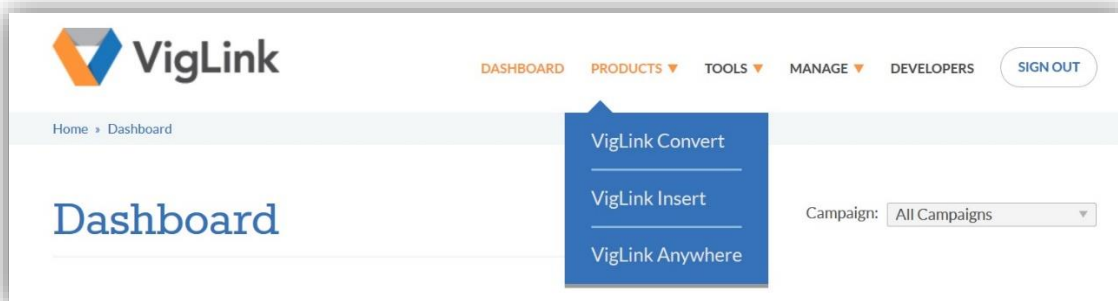 VigLink
DASHBOARD PRODUCTS ▼ TOOLS ▼ MANAGE ▼ DEVELOPERS SIGN OUT
Home » Dashboard
VigLink Convert
VigLink Insert
VigLink Anywhere
Dashboard
Campaign: All Campaigns ▼